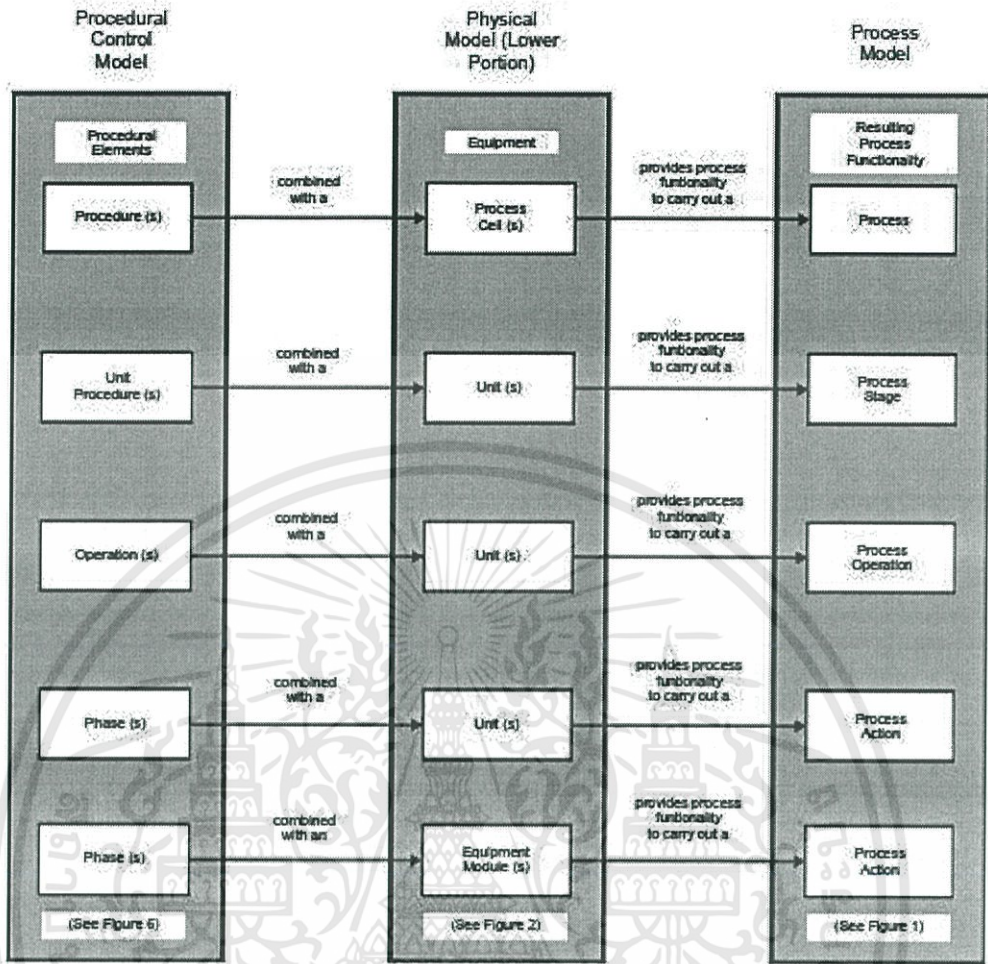 Procedural
Control
Model
Physical
Model (Lower
Portion)
Process
Model
Procedural
Elements
Equipment
Resulting
Process
Functionality
Procedure (s)
combined
with a
Process
Cell (s)
provides process
funtionality
to carry out a
Process
Unit
Procedure (s)
combined
with a
Unit (s)
provides process
funtionality
to carry out a
Process
Stage
Operation (s)
combined
with a
Unit (s)
provides process
funtionality
to carry out a
Process
Operation
Phase (s)
combined
with a
Unit (s)
provides process
funtionality
to carry out a
Process
Action
Phase (s)
combined
with an
Equipment
Module (s)
provides process
funtionality
to carry out a
Process
Action
(See Figure 6)
(See Figure 2)
(See Figure 1)